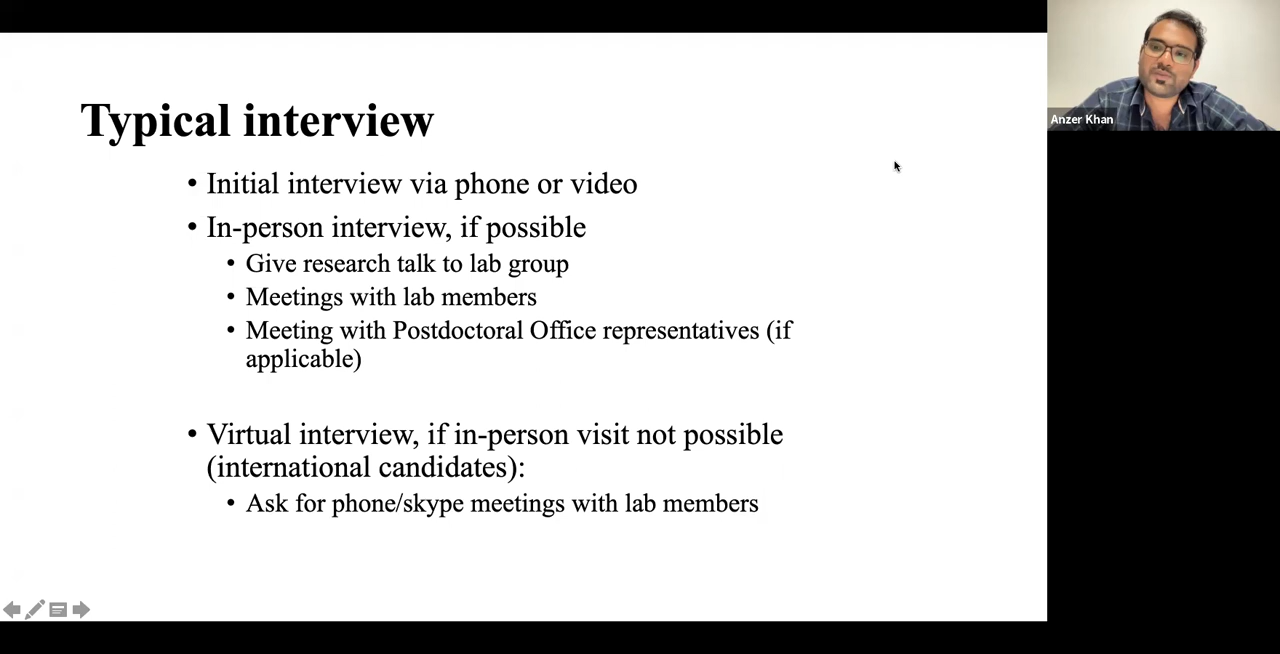 Typical interview
• Initial interview via phone or video
• In-person interview, if possible
• Give research talk to lab group
• Meetings with lab members
• Meeting with Postdoctoral Office representatives (if
applicable)
• Virtual interview, if in-person visit not possible
(international candidates):
• Ask for phone/skype meetings with lab members
Anzer Khan